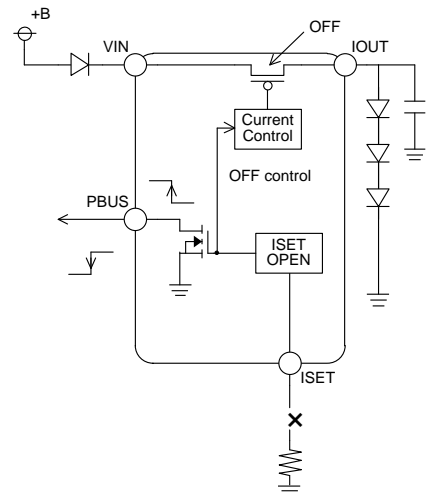 +B
OFF
VIN
IOUT
Current
Control
OFF control
PBUS
ISET
OPEN
ISET